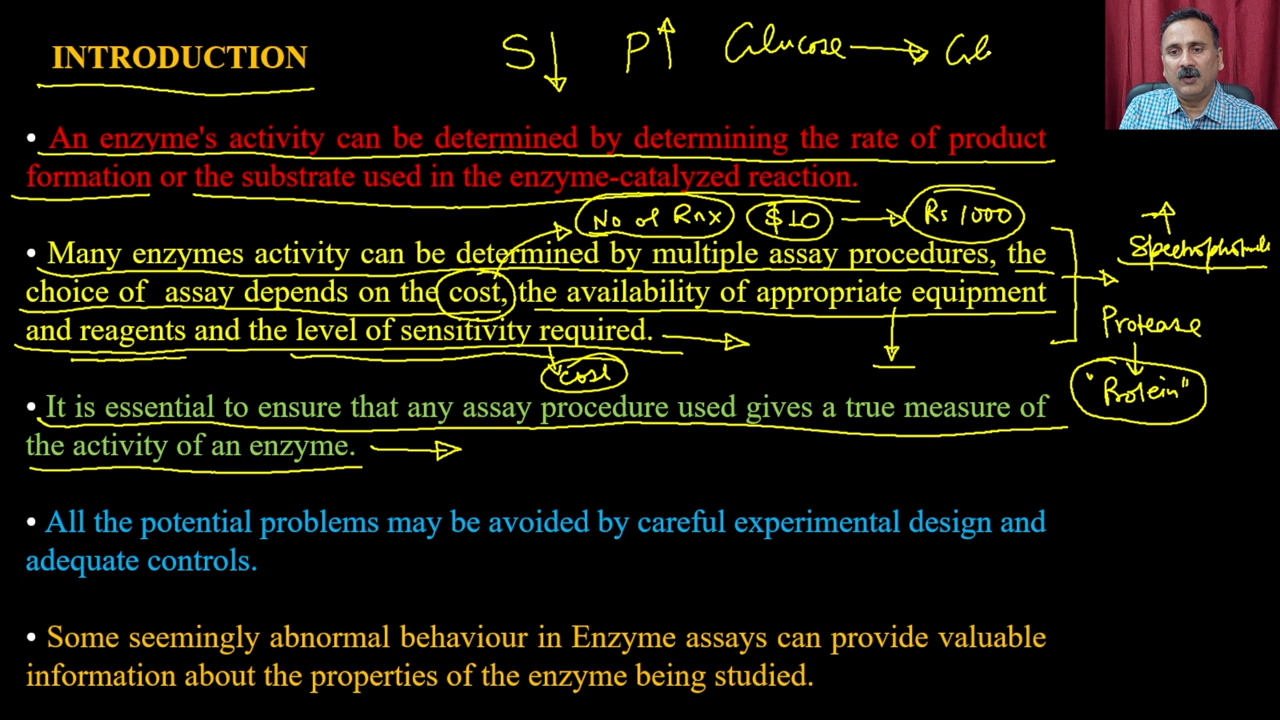 INTRODUCTION
S↓ P↑ Glucose → Glu
• An enzyme's activity can be determined by determining the rate of product
formation or the substrate used in the enzyme-catalyzed reaction.
No of Rnx $10 → Rs 1000
• Many enzymes activity can be determined by multiple assay procedures, the
choice of assay depends on the cost, the availability of appropriate equipment
and reagents and the level of sensitivity required.
Protease
cost
"Protein"
• It is essential to ensure that any assay procedure used gives a true measure of
the activity of an enzyme.
• All the potential problems may be avoided by careful experimental design and
adequate controls.
• Some seemingly abnormal behaviour in Enzyme assays can provide valuable
information about the properties of the enzyme being studied.